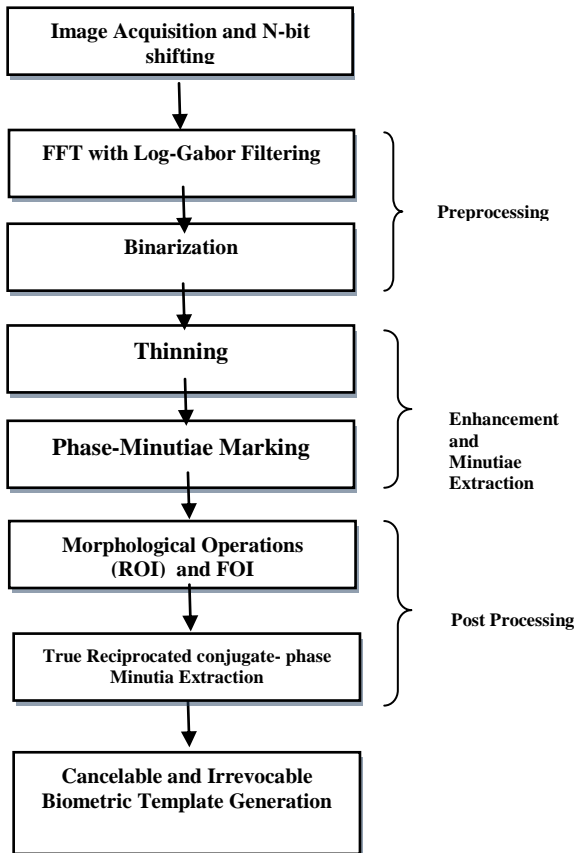 Image Acquisition and N-bit
shifting
FFT with Log-Gabor Filtering
Preprocessing
Binarization
Thinning
Enhancement
and
Minutiae
Extraction
Phase-Minutiae Marking
Morphological Operations
(ROI) and FOI
Post Processing
True Reciprocated conjugate- phase
Minutia Extraction
Cancelable and Irrevocable
Biometric Template Generation